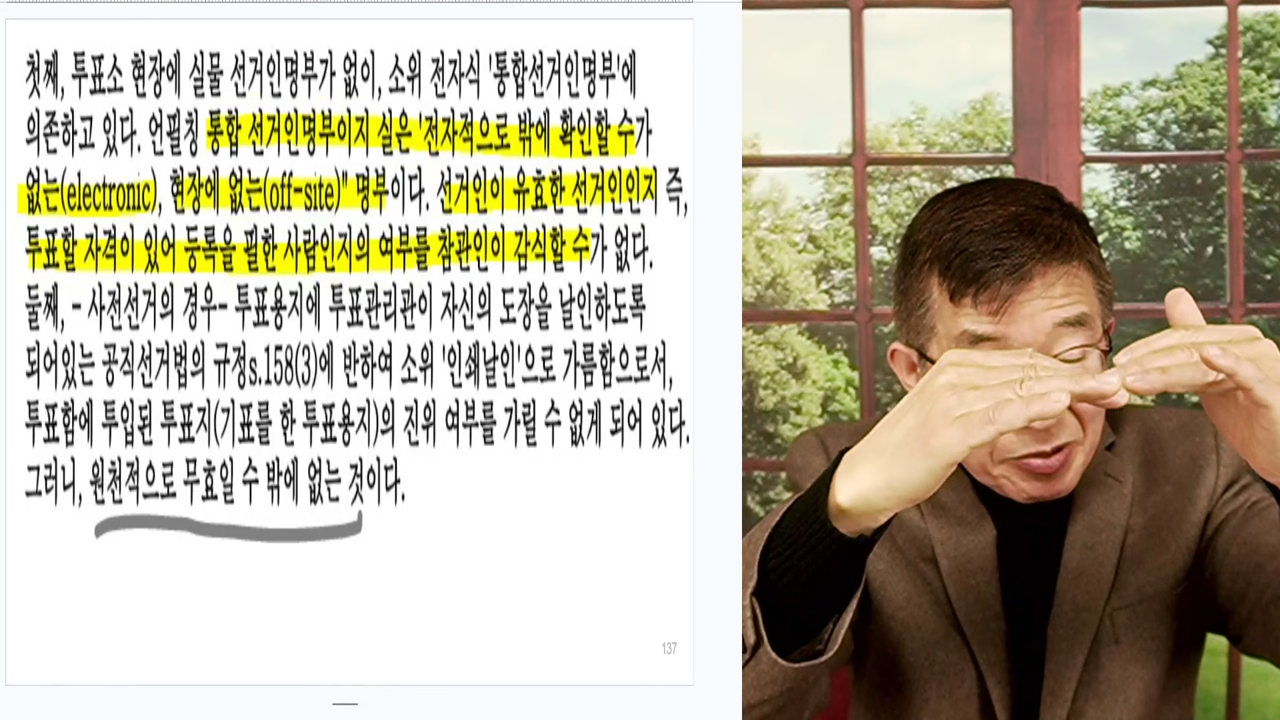 첫째, 투표소 현장에 실물 선거인명부가 없이, 소위 전자식 '통합선거인명부'에
의존하고 있다. 언필칭 통합 선거인명부이지 실은 '전자적으로 밖에 확인할 수가
없는(electronic), 현장에 없는(off-site)" 명부이다. 선거인이 유효한 선거인인지 즉,
투표할 자격이 있어 등록을 필한 사람인지의 여부를 참관인이 감식할 수가 없다.
둘째, - 사전선거의 경우- 투표용지에 투표관리관이 자신의 도장을 날인하도록
되어있는 공직선거법의 규정s.158(3)에 반하여 소위 '인쇄날인'으로 가름함으로서,
투표함에 투입된 투표지(기표를 한 투표용지)의 진위 여부를 가릴 수 없게 되어 있다.
그러니, 원천적으로 무효일 수 밖에 없는 것이다.
137